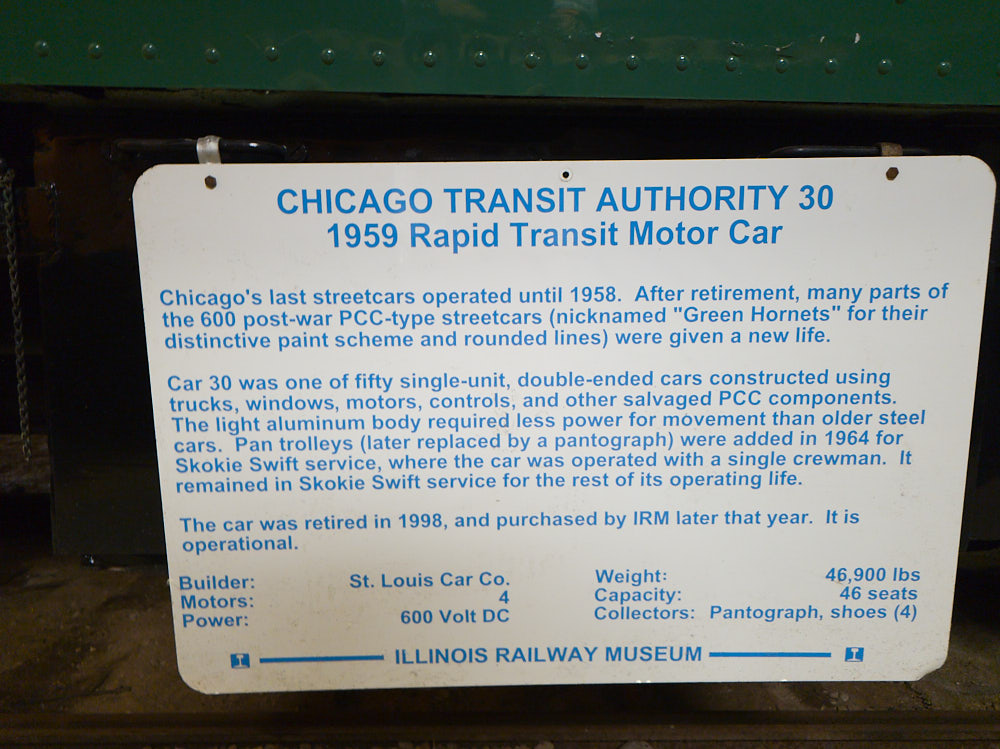 CHICAGO TRANSIT AUTHORITY 30
1959 Rapid Transit Motor Car
Chicago's last streetcars operated until 1958.  After retirement, many parts of
the 600 post-war PCC-type streetcars (nicknamed "Green Hornets" for their
distinctive paint scheme and rounded lines) were given a new life.
Car 30 was one of fifty single-unit, double-ended cars constructed using
trucks, windows, motors, controls, and other salvaged PCC components.
The light aluminum body required less power for movement than older steel
cars.  Pan trolleys (later replaced by a pantograph) were added in 1964 for
Skokie Swift service, where the car was operated with a single crewman.  It
remained in Skokie Swift service for the rest of its operating life.
The car was retired in 1998, and purchased by IRM later that year.  It is
operational.
Builder: St. Louis Car Co. Weight: 46,900 lbs
Motors: 4 Capacity: 46 seats
Power: 600 Volt DC Collectors: Pantograph, shoes (4)
ILLINOIS RAILWAY MUSEUM